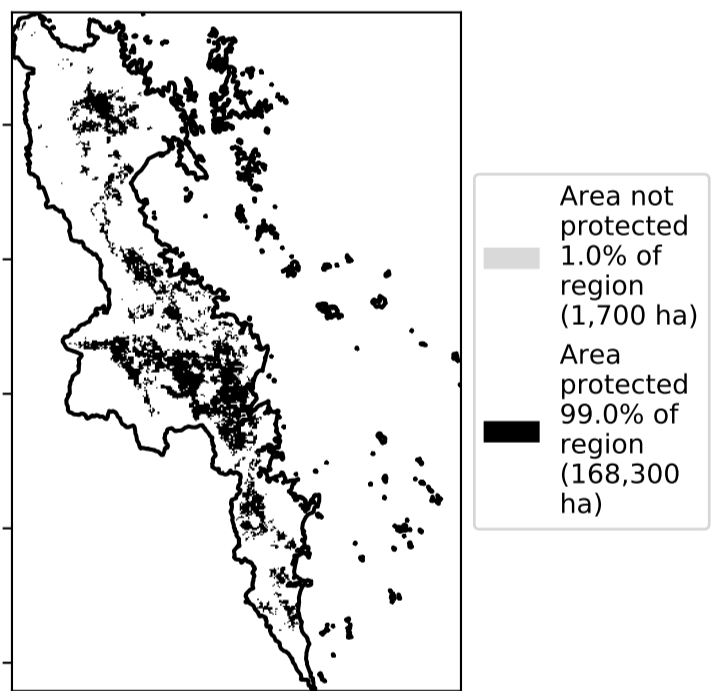 Area not
protected
1.0% of
region
(1,700 ha)
Area
protected
99.0% of
region
(168,300
ha)